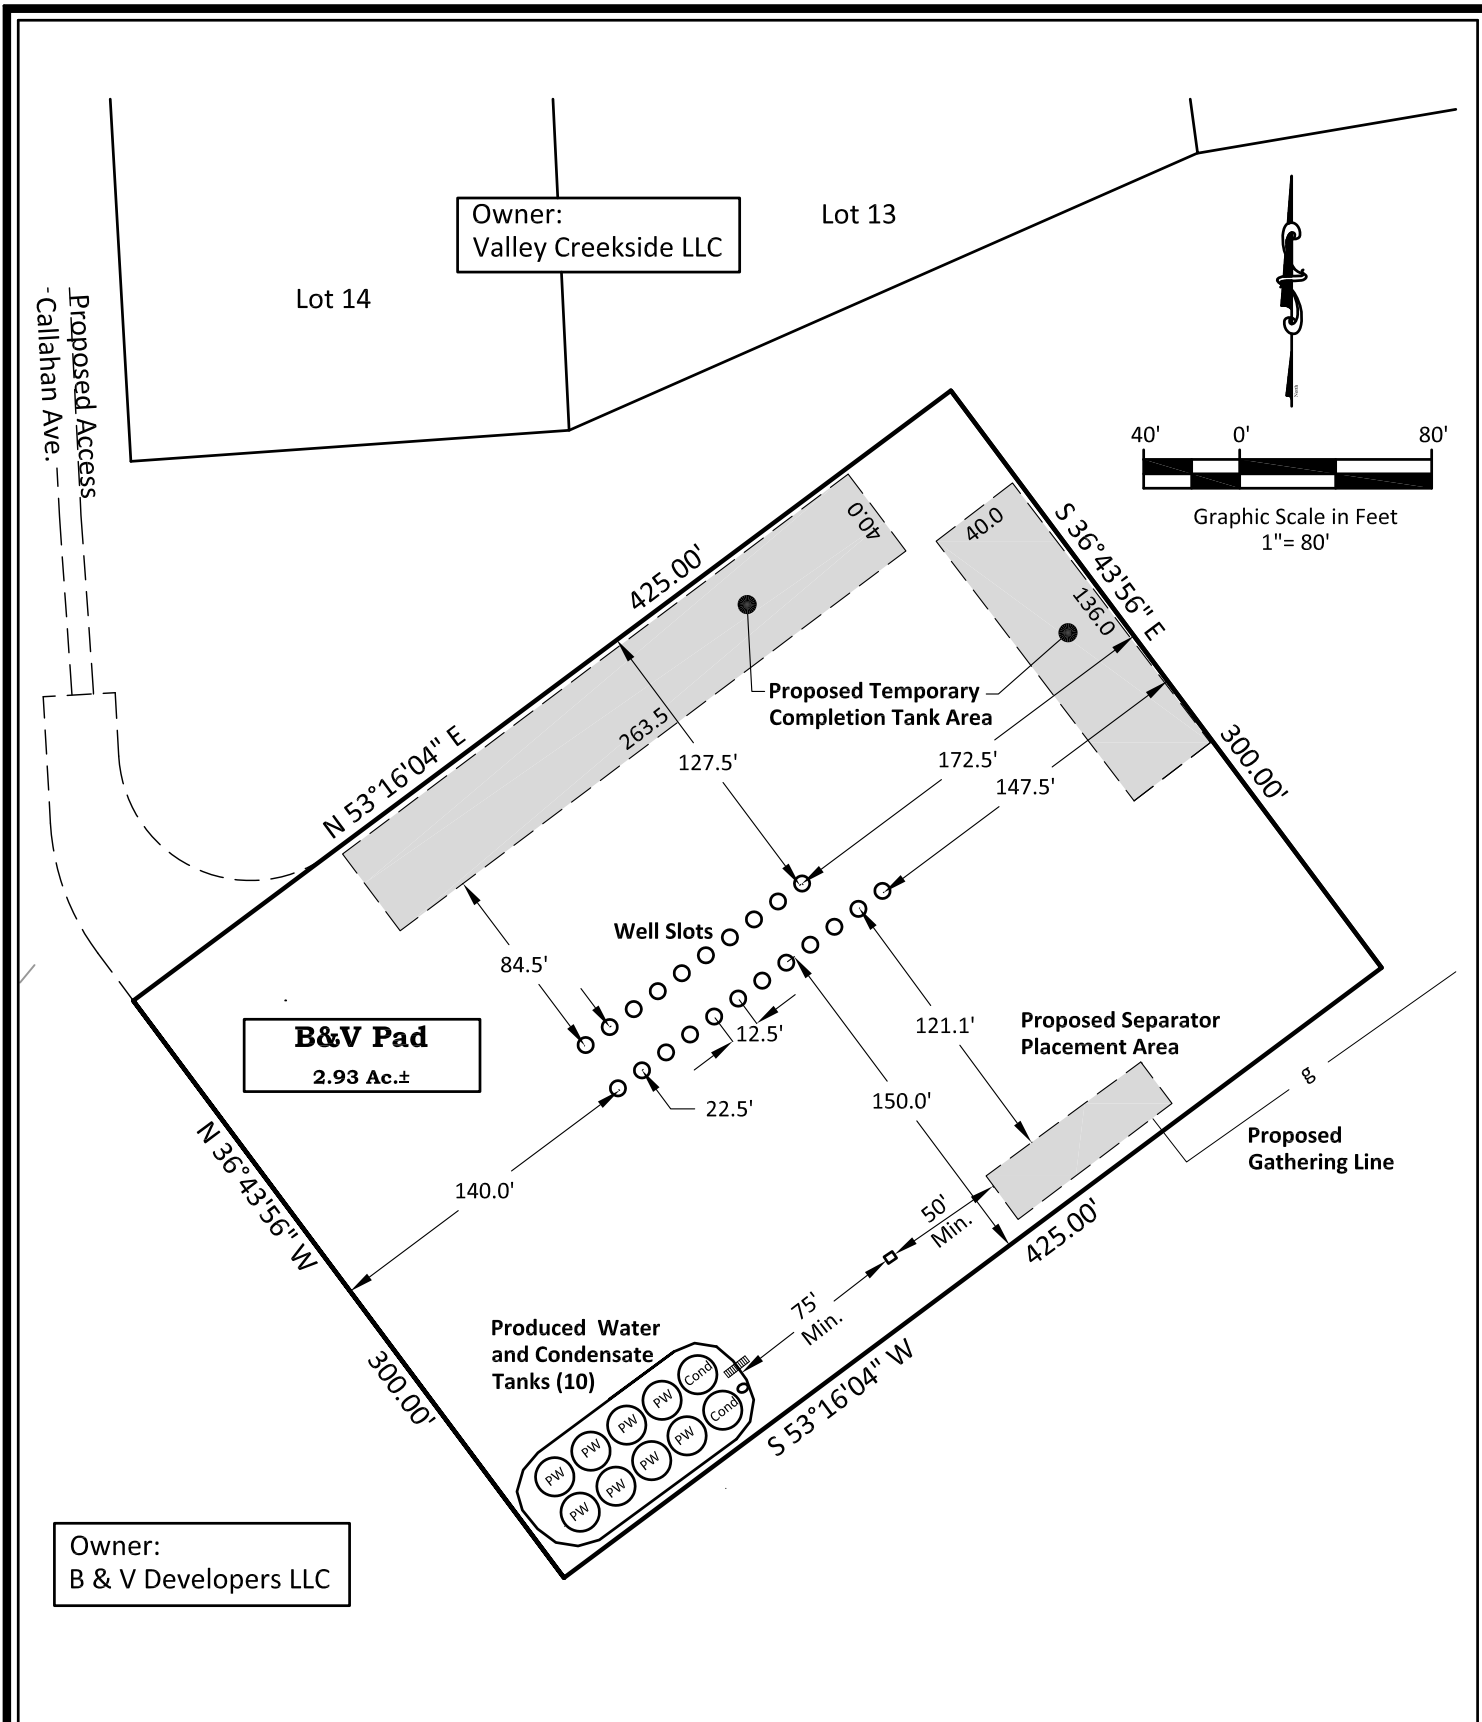 Owner:
Valley Creekside LLC
Lot 13
Lot 14
Proposed Access
Callahan Ave.
North
40' 0' 80'
Graphic Scale in Feet
1"= 80'
40.0
40.0
S 36°43'56" E
425.00'
136.0
Proposed Temporary
Completion Tank Area
263.5
N 53°16'04" E
127.5'
172.5'
147.5'
300.00'
Well Slots
84.5'
B&V Pad
2.93 Ac.±
12.5'
121.1'
Proposed Separator
Placement Area
g
22.5'
150.0'
Proposed
Gathering Line
N 36°43'56" W
140.0'
50'
Min.
425.00'
75'
Min.
Produced Water
and Condensate
Tanks (10)
300.00'
S 53°16'04" W
Cond
PW
PW
PW
PW
Cond
PW
PW
PW
PW
Owner:
B & V Developers LLC